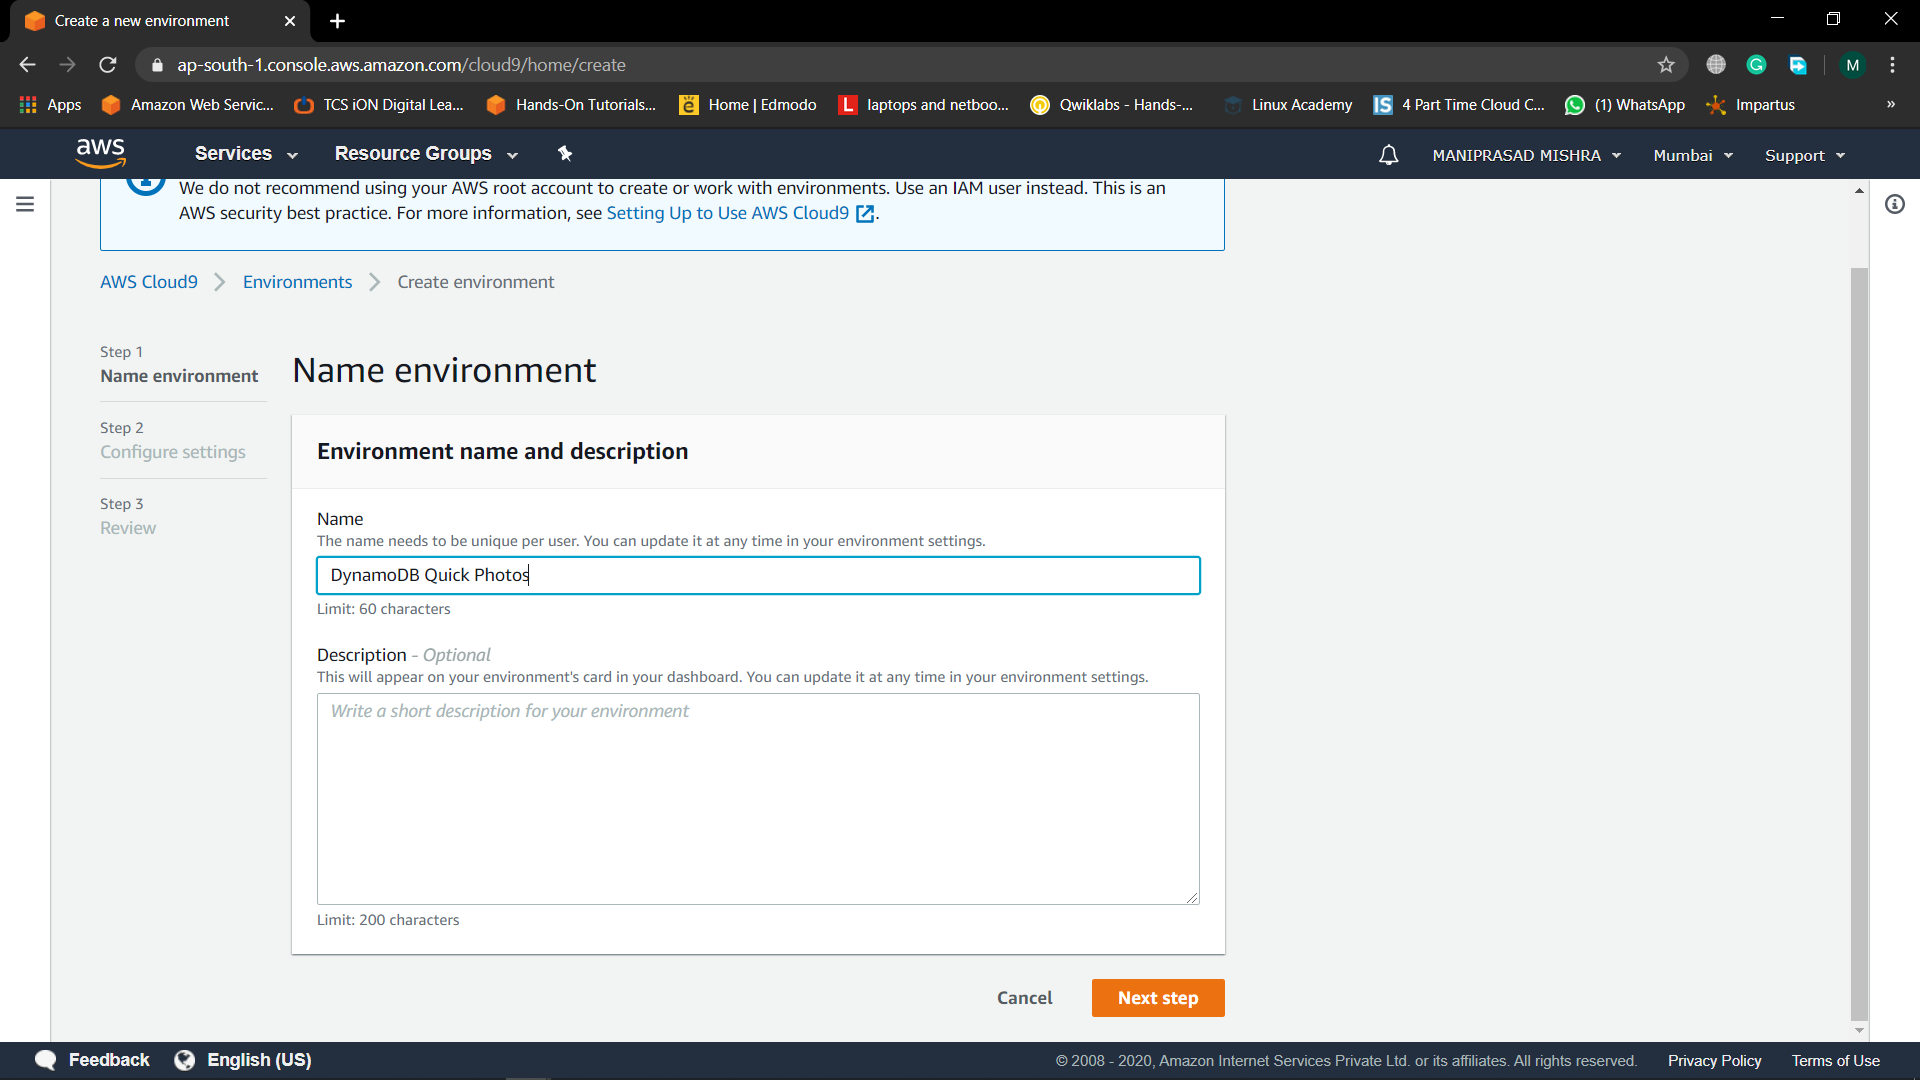 Create a new environment
ap-south-1.console.aws.amazon.com/cloud9/home/create
M
Apps
Amazon Web Servic...
TCS iON Digital Lea...
Hands-On Tutorials...
Home | Edmodo
L
laptops and netboo...
Qwiklabs - Hands-...
Linux Academy
IS
4 Part Time Cloud C...
(1) WhatsApp
Impartus
»
aws
Services
Resource Groups
MANIPRASAD MISHRA
Mumbai
Support
We do not recommend using your AWS root account to create or work with environments. Use an IAM user instead. This is an
AWS security best practice. For more information, see Setting Up to Use AWS Cloud9.
AWS Cloud9
Environments
Create environment
Step 1
Name environment
Step 2
Configure settings
Step 3
Review
Name environment
Environment name and description
Name
The name needs to be unique per user. You can update it at any time in your environment settings.
DynamoDB Quick Photos
Limit: 60 characters
Description - Optional
This will appear on your environment's card in your dashboard. You can update it at any time in your environment settings.
Write a short description for your environment
Limit: 200 characters
Cancel
Next step
Feedback
English (US)
© 2008 - 2020, Amazon Internet Services Private Ltd. or its affiliates. All rights reserved.
Privacy Policy
Terms of Use